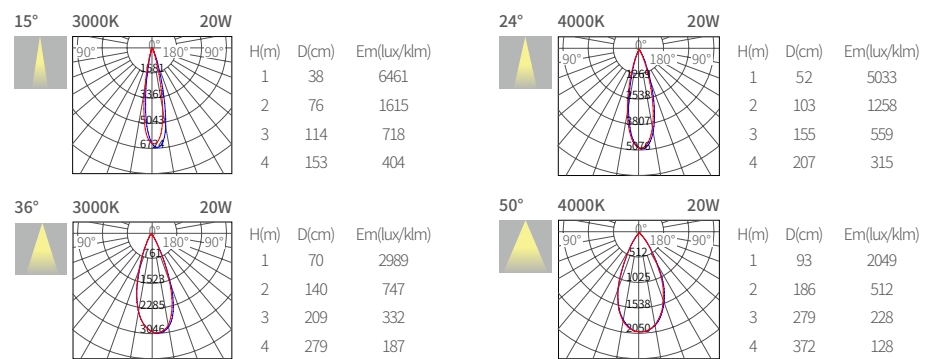 15° 3000K 20W
0°
90° 180° 90°
1681
3362
5043
6724
H(m) D(cm) Em(lux/klm)
1 38 6461
2 76 1615
3 114 718
4 153 404
24° 4000K 20W
0°
90° 180° 90°
1269
2538
3807
5076
H(m) D(cm) Em(lux/klm)
1 52 5033
2 103 1258
3 155 559
4 207 315
36° 3000K 20W
0°
90° 180° 90°
761
1523
2285
3046
H(m) D(cm) Em(lux/klm)
1 70 2989
2 140 747
3 209 332
4 279 187
50° 4000K 20W
0°
90° 180° 90°
512
1025
1538
2050
H(m) D(cm) Em(lux/klm)
1 93 2049
2 186 512
3 279 228
4 372 128